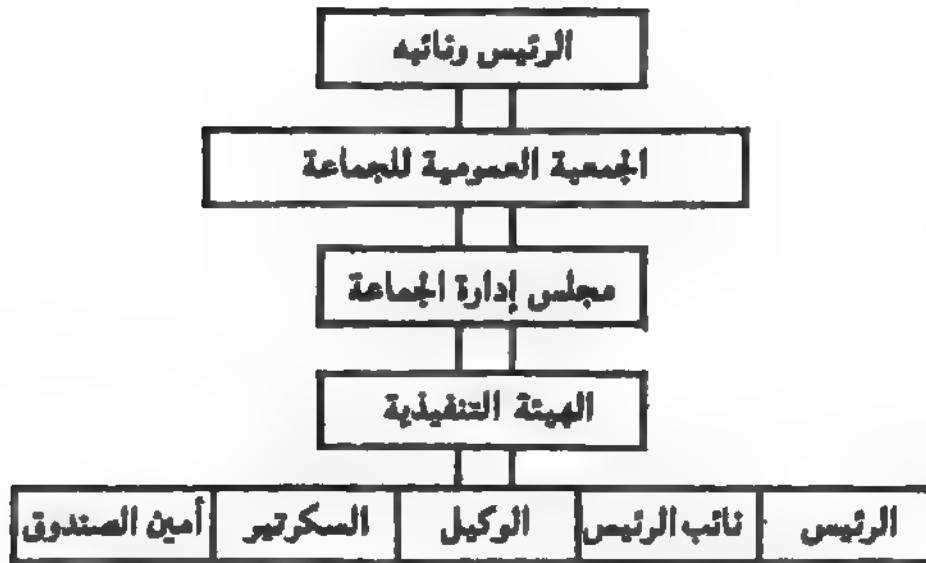 الرئيس ونائبه
الجمعية العمومية للجماعة
مجلس إدارة الجماعة
الهيئة التنفيذية
الرئيس نائب الرئيس الوكيل السكرتير أمين الصندوق